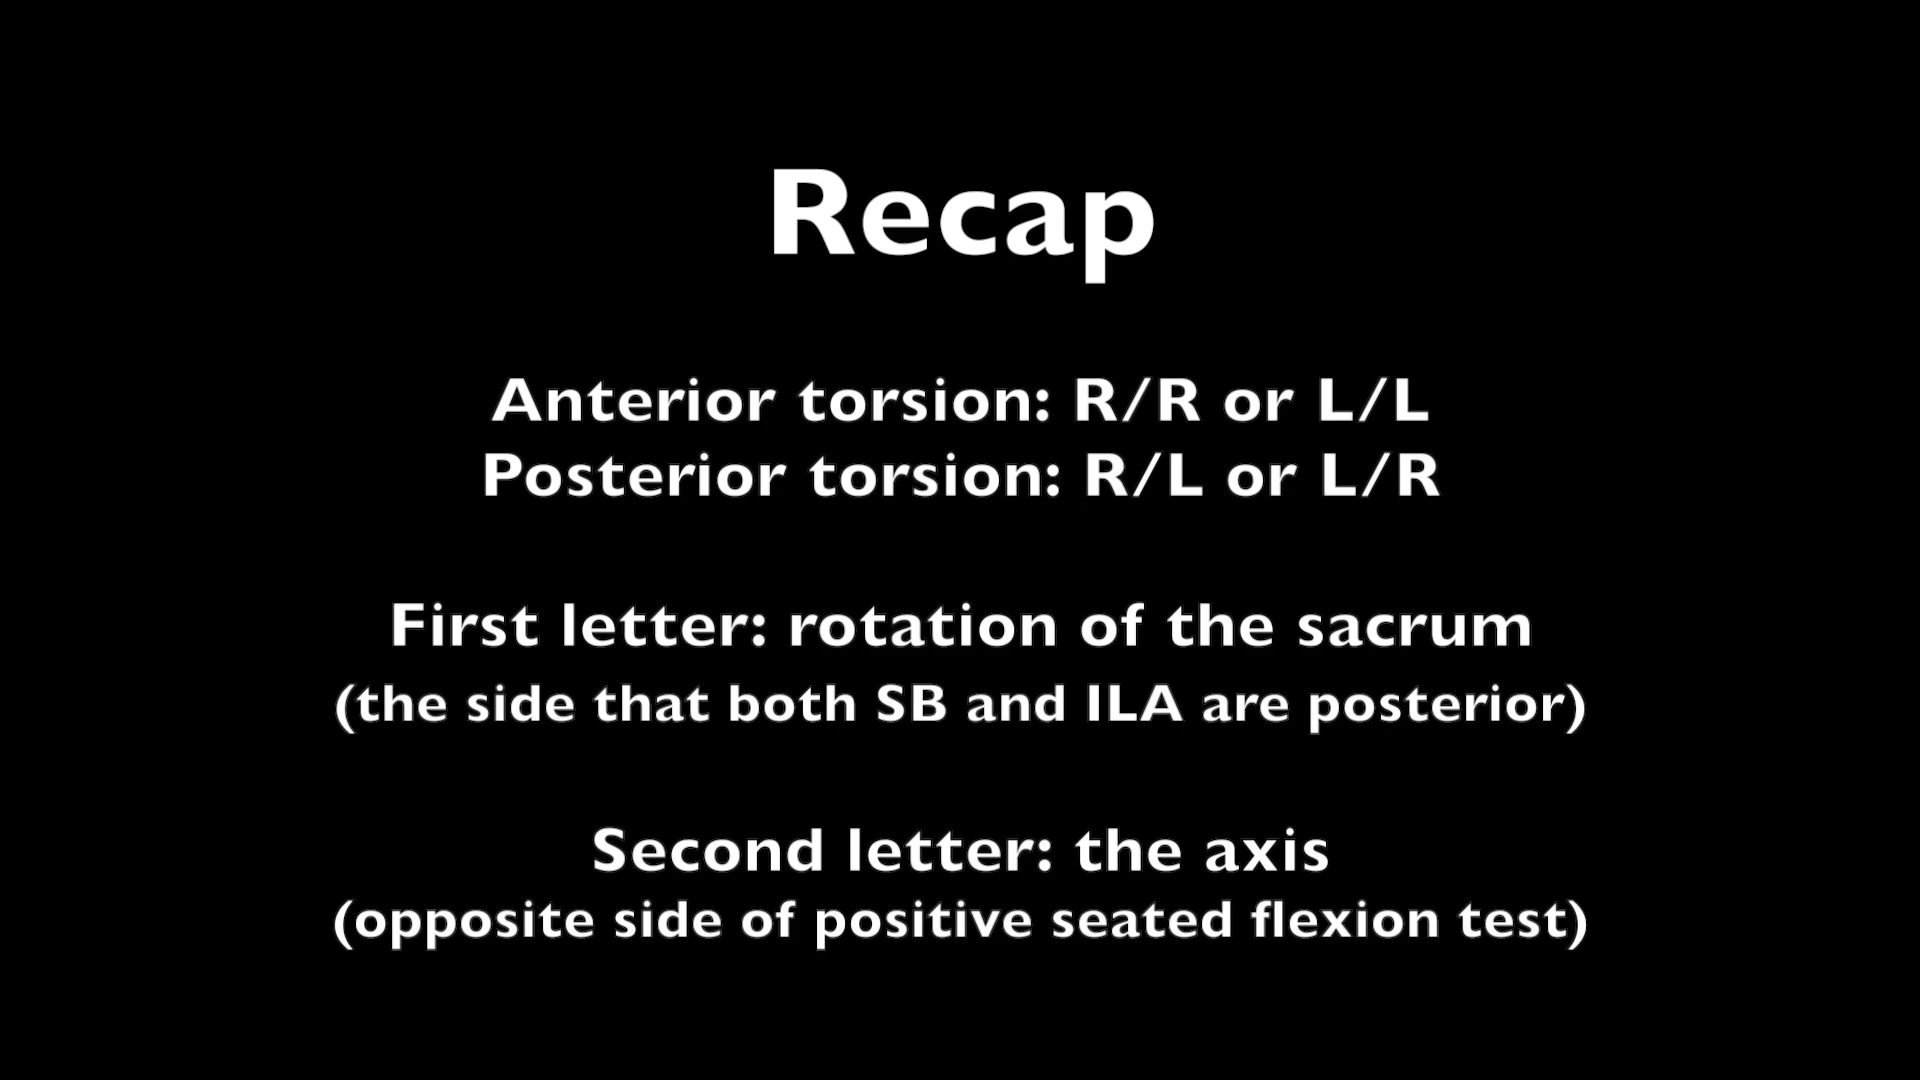 Recap
Anterior torsion: R/R or L/L
Posterior torsion: R/L or L/R
First letter: rotation of the sacrum
(the side that both SB and ILA are posterior)
Second letter: the axis
(opposite side of positive seated flexion test)